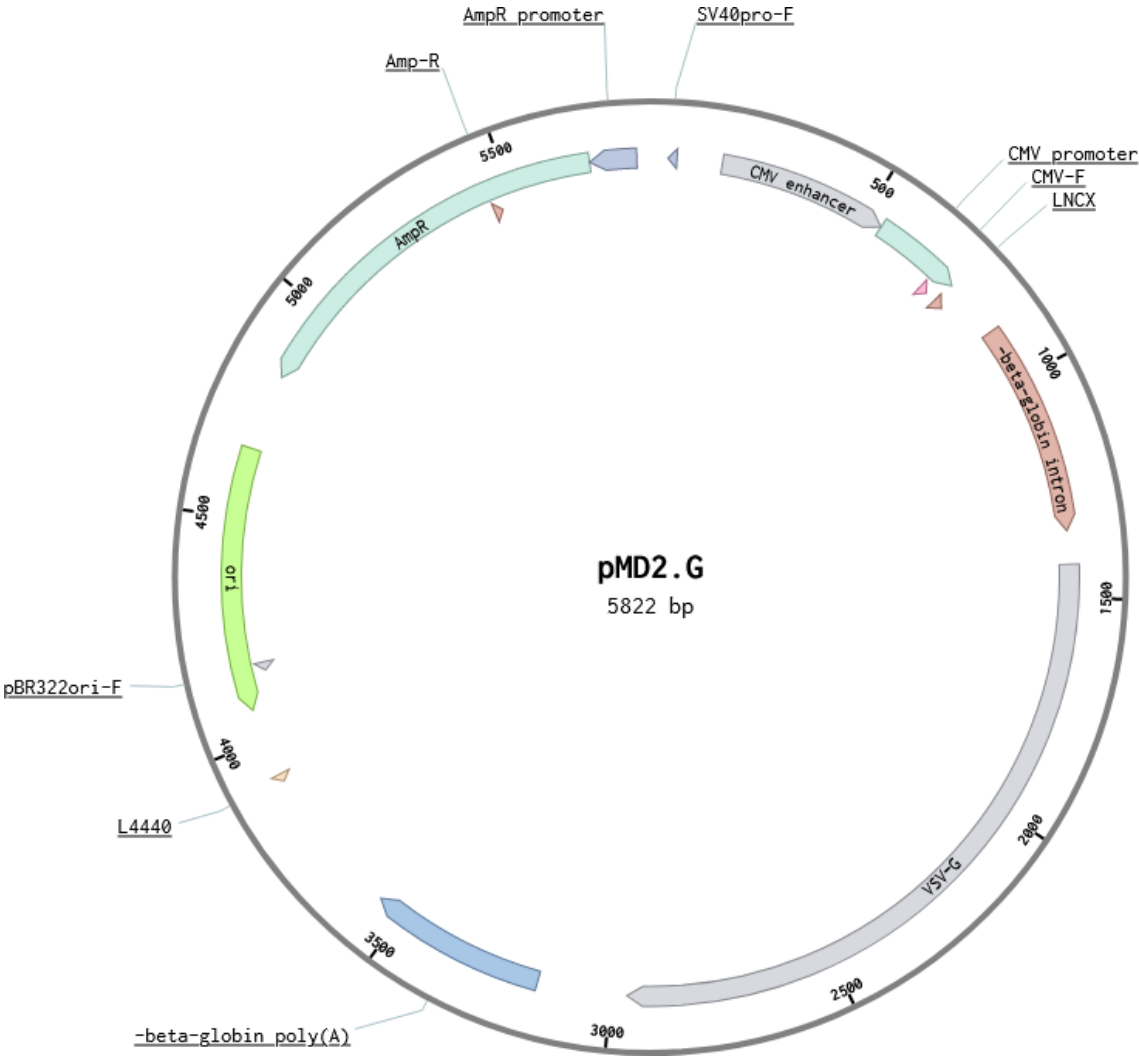 AmpR promoter
SV40pro-F
Amp-R
CMV promoter
CMV-F
LNCX
5500
500
CMV enhancer
AmpR
5000
1000
-beta-globin intron
4500
ori
pMD2.G
5822 bp
1500
pBR322ori-F
4000
L4440
2000
VSV-G
3500
2500
3000
-beta-globin poly(A)